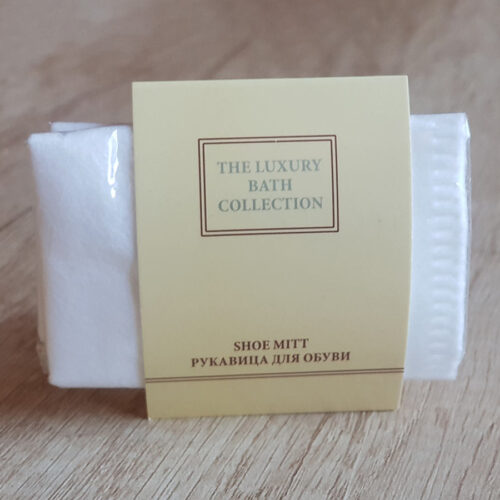 THE LUXURY
BATH
COLLECTION
SHOE MITT
РУКАВИЦА ДЛЯ ОБУВИ